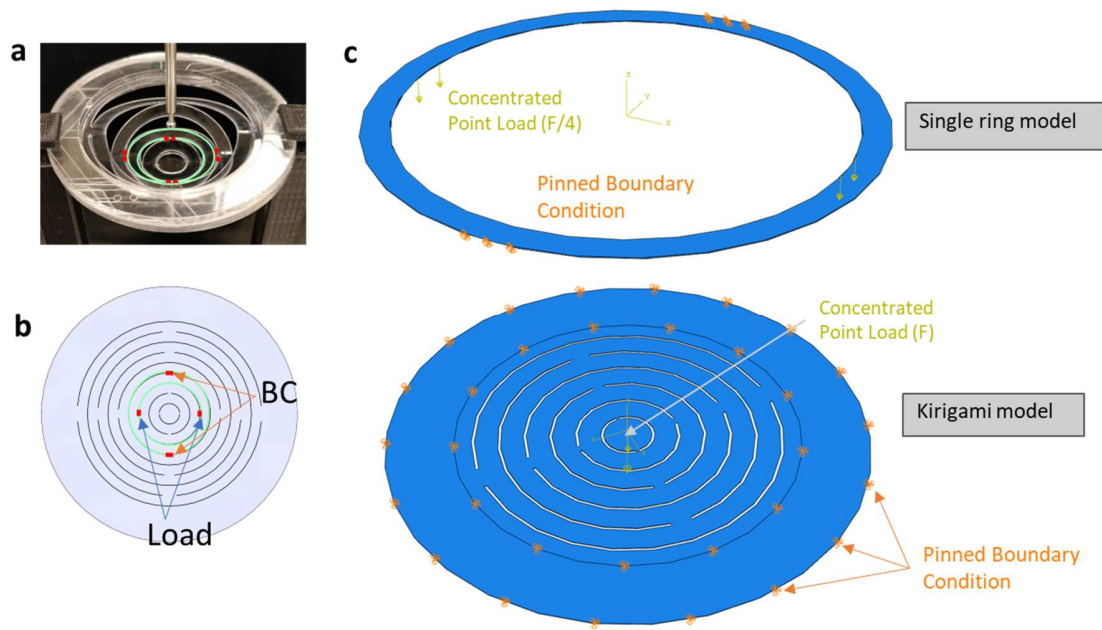 a
c
Concentrated
Point Load (F/4)
Single ring model
Pinned Boundary
Condition
b
BC
Load
Concentrated
Point Load (F)
Kirigami model
Pinned Boundary
Condition